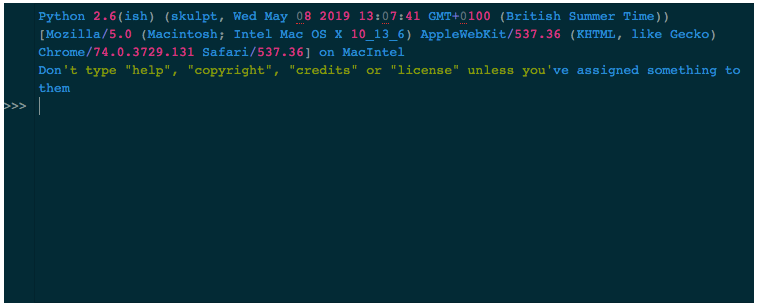 Python 2.6(ish) (skulpt, Wed May 08 2019 13:07:41 GMT+0100 (British Summer Time))
[Mozilla/5.0 (Macintosh; Intel Mac OS X 10_13_6) AppleWebKit/537.36 (KHTML, like Gecko)
Chrome/74.0.3729.131 Safari/537.36] on MacIntel
Don't type "help", "copyright", "credits" or "license" unless you've assigned something to
them
>>>